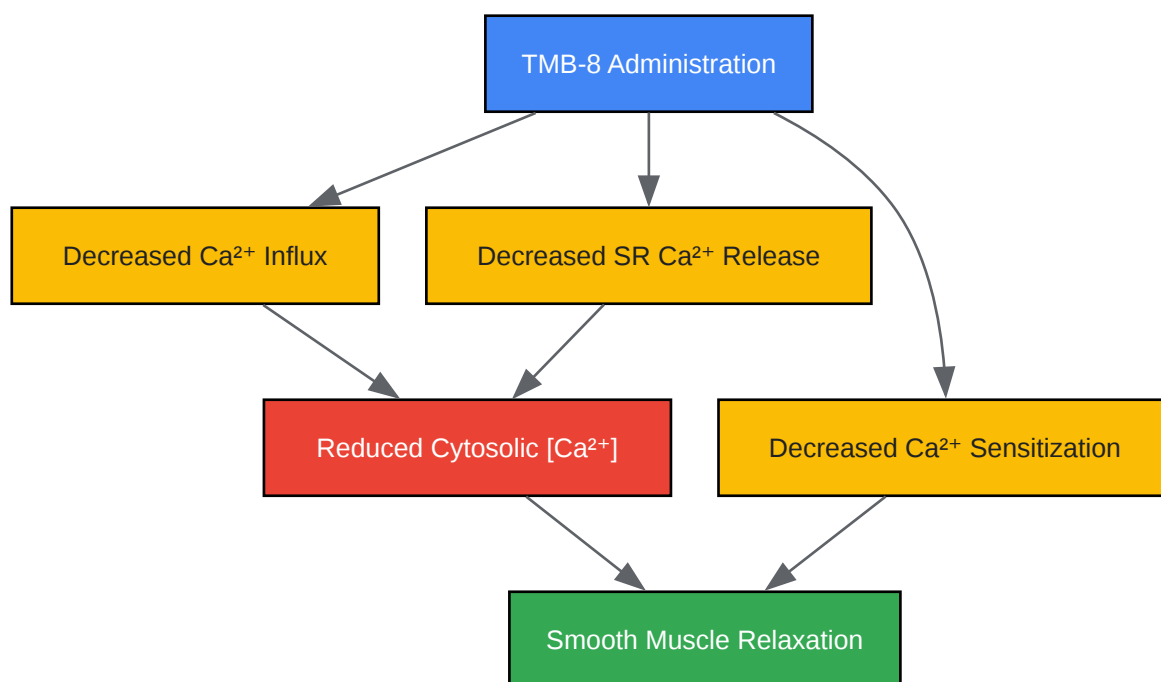 TMB-8 Administration
Decreased Ca²⁺ Influx
Decreased SR Ca²⁺ Release
Reduced Cytosolic [Ca²⁺]
Decreased Ca²⁺ Sensitization
Smooth Muscle Relaxation